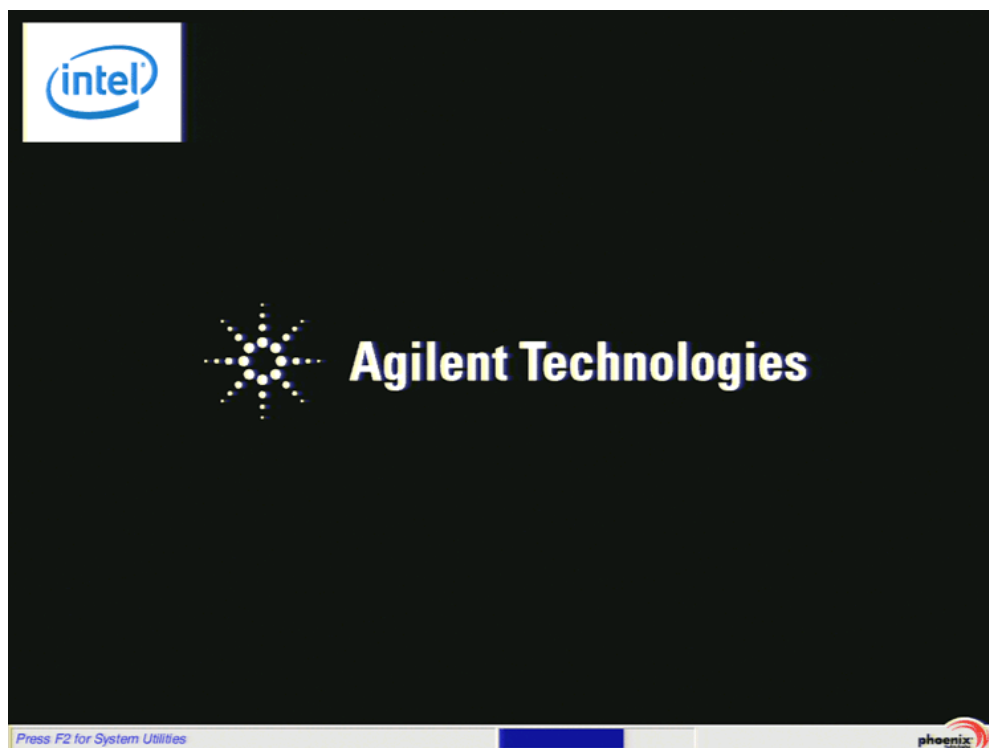 intel
Agilent Technologies
Press F2 for System Utilities
phoenix